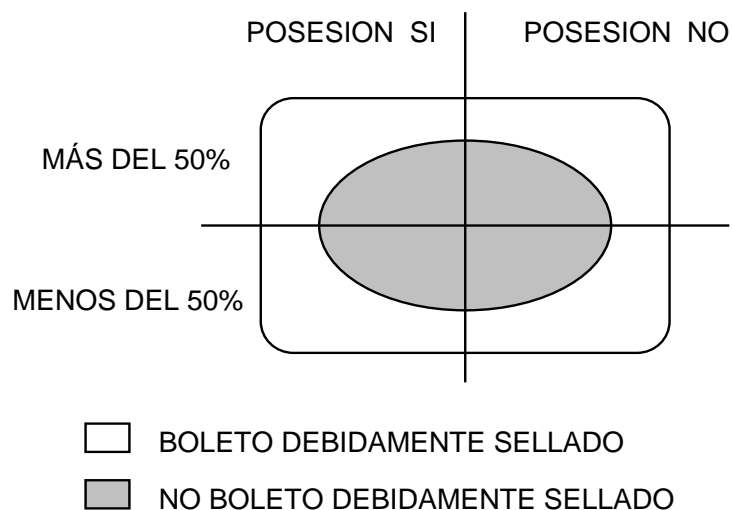 POSESION SI
POSESION NO
MÁS DEL 50%
MENOS DEL 50%
BOLETO DEBIDAMENTE SELLADO
NO BOLETO DEBIDAMENTE SELLADO